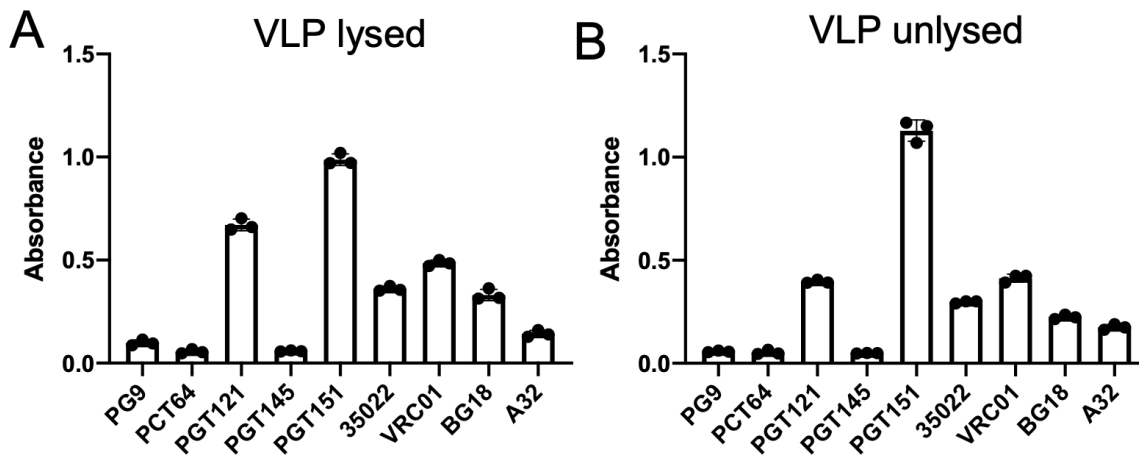 A
VLP lysed
1.5
1.0
0.5
0.0
Absorbance
PG9
PCT64
PGT121
PGT145
PGT151
35022
VRC01
BG18
A32
B
VLP unlysed
1.5
1.0
0.5
0.0
Absorbance
PG9
PCT64
PGT121
PGT145
PGT151
35022
VRC01
BG18
A32